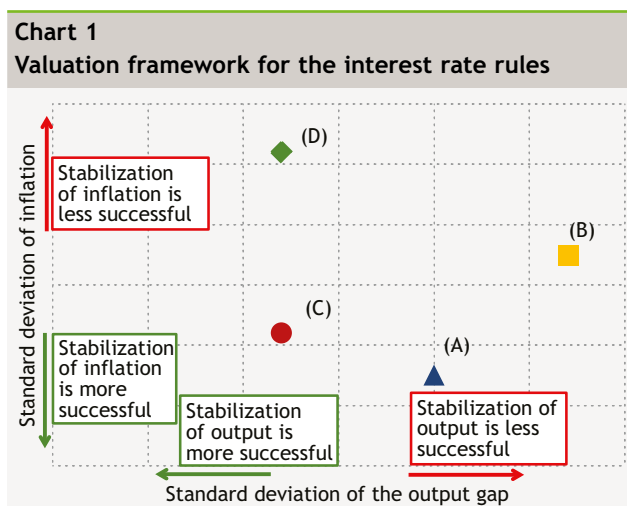 Chart 1
Valuation framework for the interest rate rules
Standard deviation of inflation
(D)
Stabilization
of inflation is
less successful
(B)
(C)
Stabilization
of inflation
is more
successful
(A)
Stabilization
of output is
more successful
Stabilization of
output is less
successful
Standard deviation of the output gap